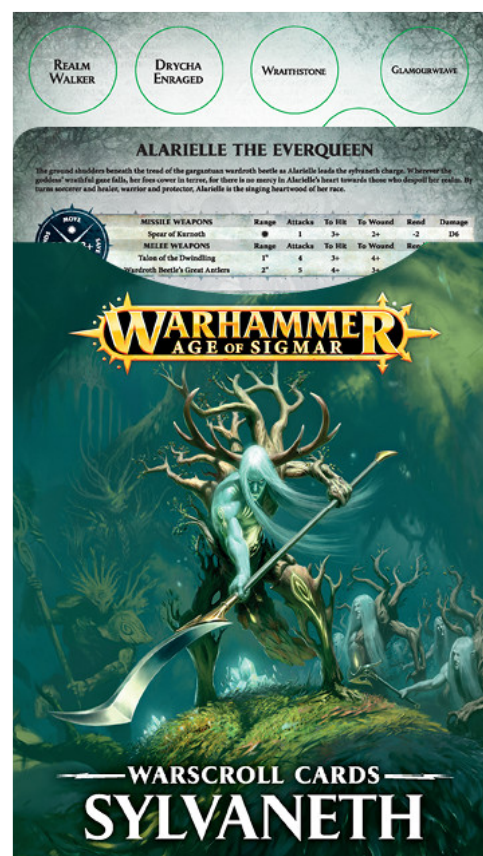 REALM
WALKER
DRYCHA
ENRAGED
WRAITHSTONE
GLAMOURWEAVE
ALARIELLE THE EVERQUEEN
The ground shudders beneath the tread of the gargantuan wardroth beetle as Alarielle leads the sylvaneth charge. Wherever the
goddess' wrathful gaze falls, her foes cower in terror, for there is no mercy in Alarielle's heart towards those who despoil her realm. By
turns sorcerer and healer, warrior and protector, Alarielle is the singing heartwood of her race.
MOVE
MISSILE WEAPONS Range Attacks To Hit To Wound Rend Damage
Spear of Kurnoth 1 3+ 2+ -2 D6
MELEE WEAPONS Range Attacks To Hit To Wound
Talon of the Dwindling 1" 4 3+ 4+
Wardroth Beetle's Great Antlers 2" 5 4+
WARHAMMER
AGE OF SIGMAR
WARSCROLL CARDS
SYLVANETH